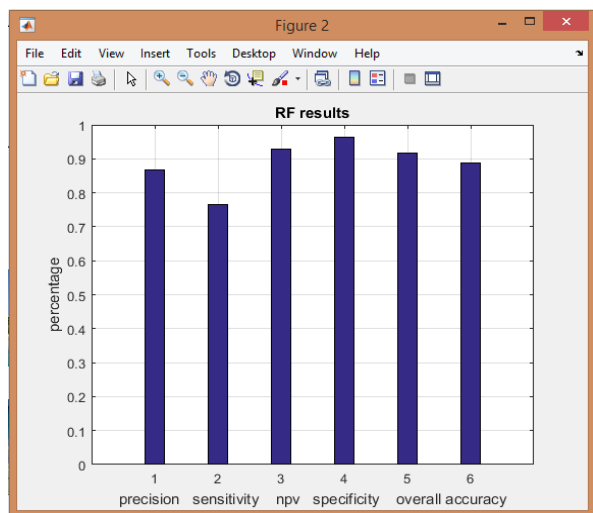 Figure 2
File Edit View Insert Tools Desktop Window Help
RF results
1
0.9
0.8
0.7
0.6
0.5
0.4
0.3
0.2
0.1
0
percentage
1 2 3 4 5 6
precision sensitivity npv specificity overall accuracy